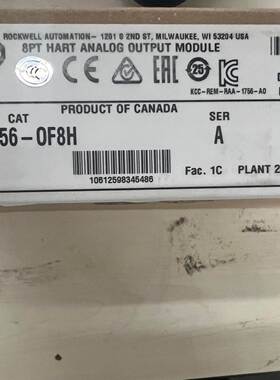 ROCKWELL AUTOMATION- 1201 S 2ND ST, MILWAUKEE, WI 53204 USA
8PT HART ANALOG OUTPUT MODULE
25
KCC-REM-RAA-1756-AO
PRODUCT OF CANADA
CAT SER
56-OF8H A
Fac. 1C PLANT 2
10612598345486